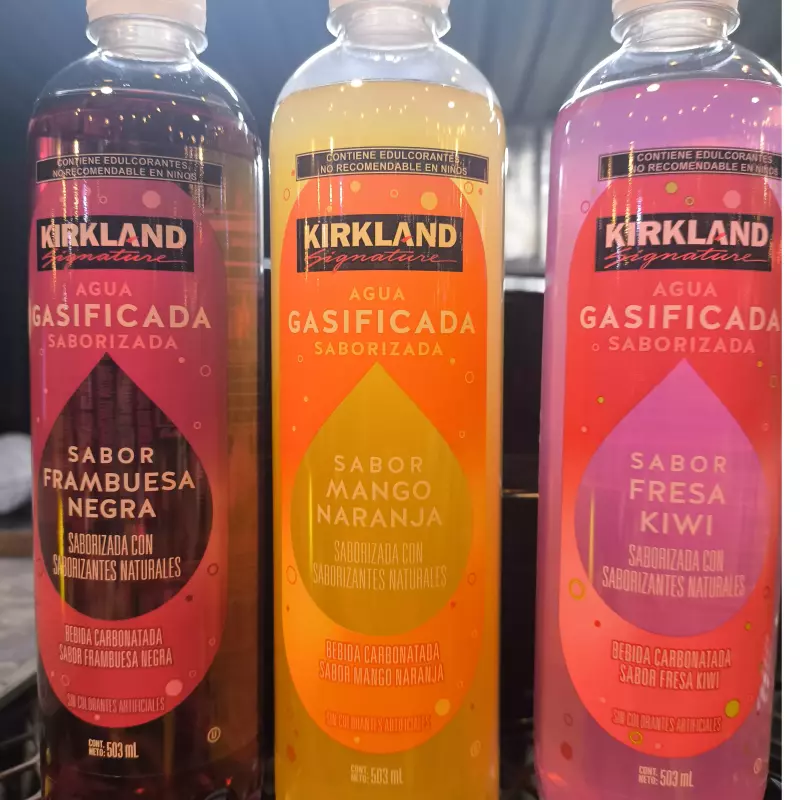 CONTIENE EDULCORANTES,
NO RECOMENDABLE EN NIÑOS
KIRKLAND
Signature
AGUA
GASIFICADA
SABORIZADA
SABOR
FRAMBUESA
NEGRA
SABORIZADA CON
SABORIZANTES NATURALES
BEBIDA CARBONATADA
SABOR FRAMBUESA NEGRA
SIN COLORANTES ARTIFICIALES
CONT.
NETO: 503 mL
U
CONTIENE EDULCORANTES,
NO RECOMENDABLE EN NIÑOS
KIRKLAND
Signature
AGUA
GASIFICADA
SABORIZADA
SABOR
MANGO
NARANJA
SABORIZADA CON
SABORIZANTES NATURALES
BEBIDA CARBONATADA
SABOR MANGO NARANJA
SIN COLORANTES ARTIFICIALES
CONT.
NETO: 503 mL
CONTIENE EDULCORANTES,
NO RECOMENDABLE EN NIÑOS
KIRKLAND
Signature
AGUA
GASIFICADA
SABORIZADA
SABOR
FRESA
KIWI
SABORIZADA CON
SABORIZANTES NATURALES
BEBIDA CARBONATADA
SABOR FRESA KIWI
SIN COLORANTES ARTIFICIALES
CONT.
NETO: 503 mL